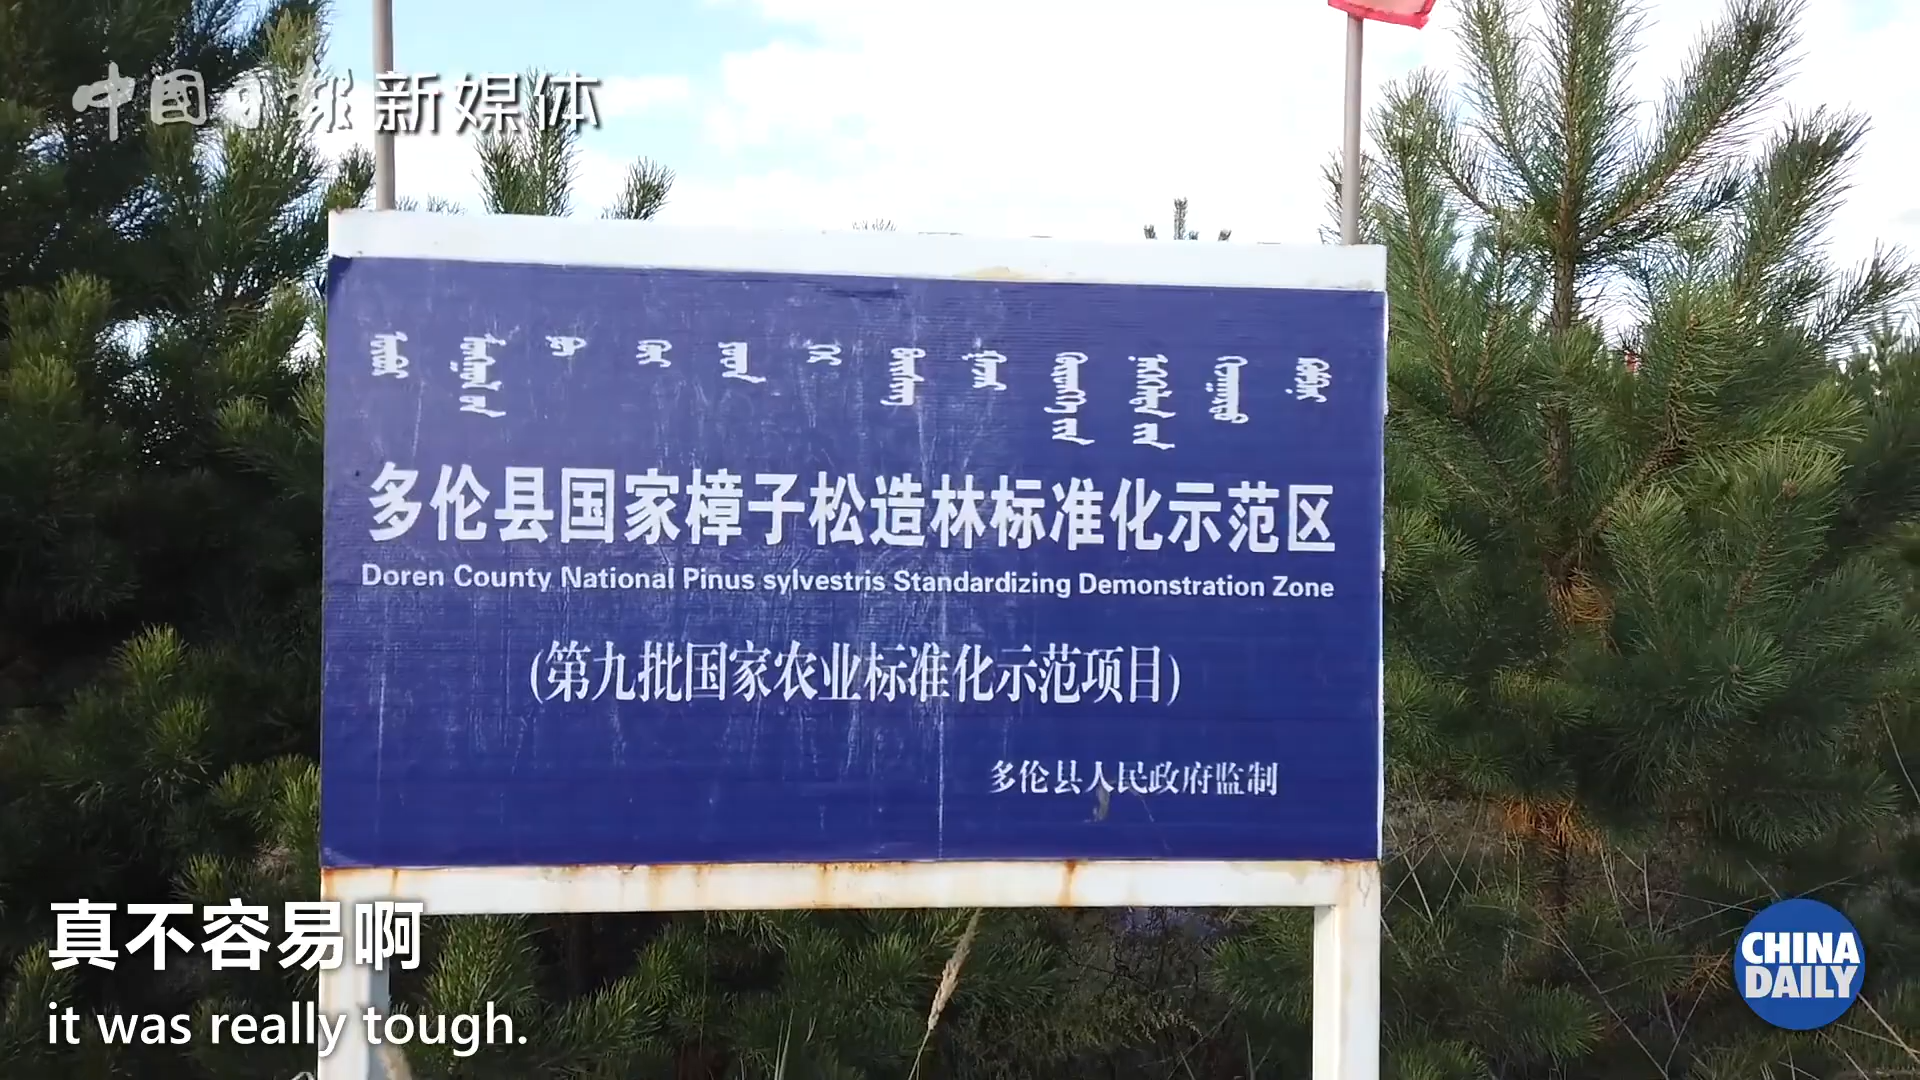 中國日報 新媒体
多伦县国家樟子松造林标准化示范区
Doren County National Pinus sylvestris Standardizing Demonstration Zone
(第九批国家农业标准化示范项目)
多伦县人民政府监制
真不容易啊
it was really tough.
CHINA
DAILY